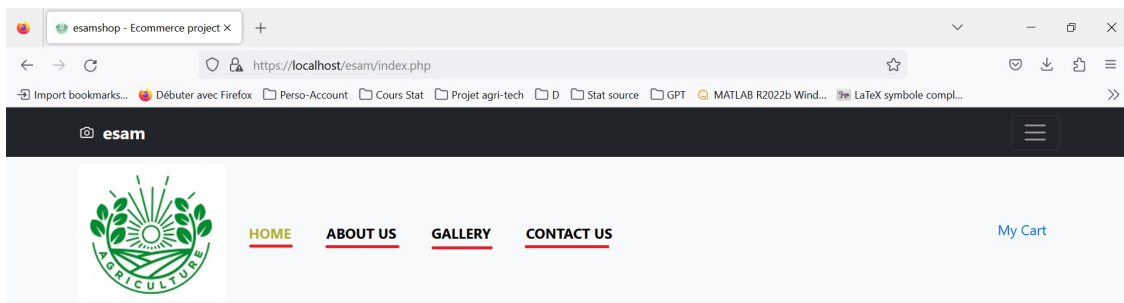 esamshop - Ecommerce project
https://localhost/esam/index.php
Import bookmarks... Débuter avec Firefox Perso-Account Cours Stat Projet agri-tech D Stat source GPT MATLAB R2022b Wind... LaTeX symbole compl...
esam
HOME ABOUT US GALLERY CONTACT US My Cart
AGRICULTURE